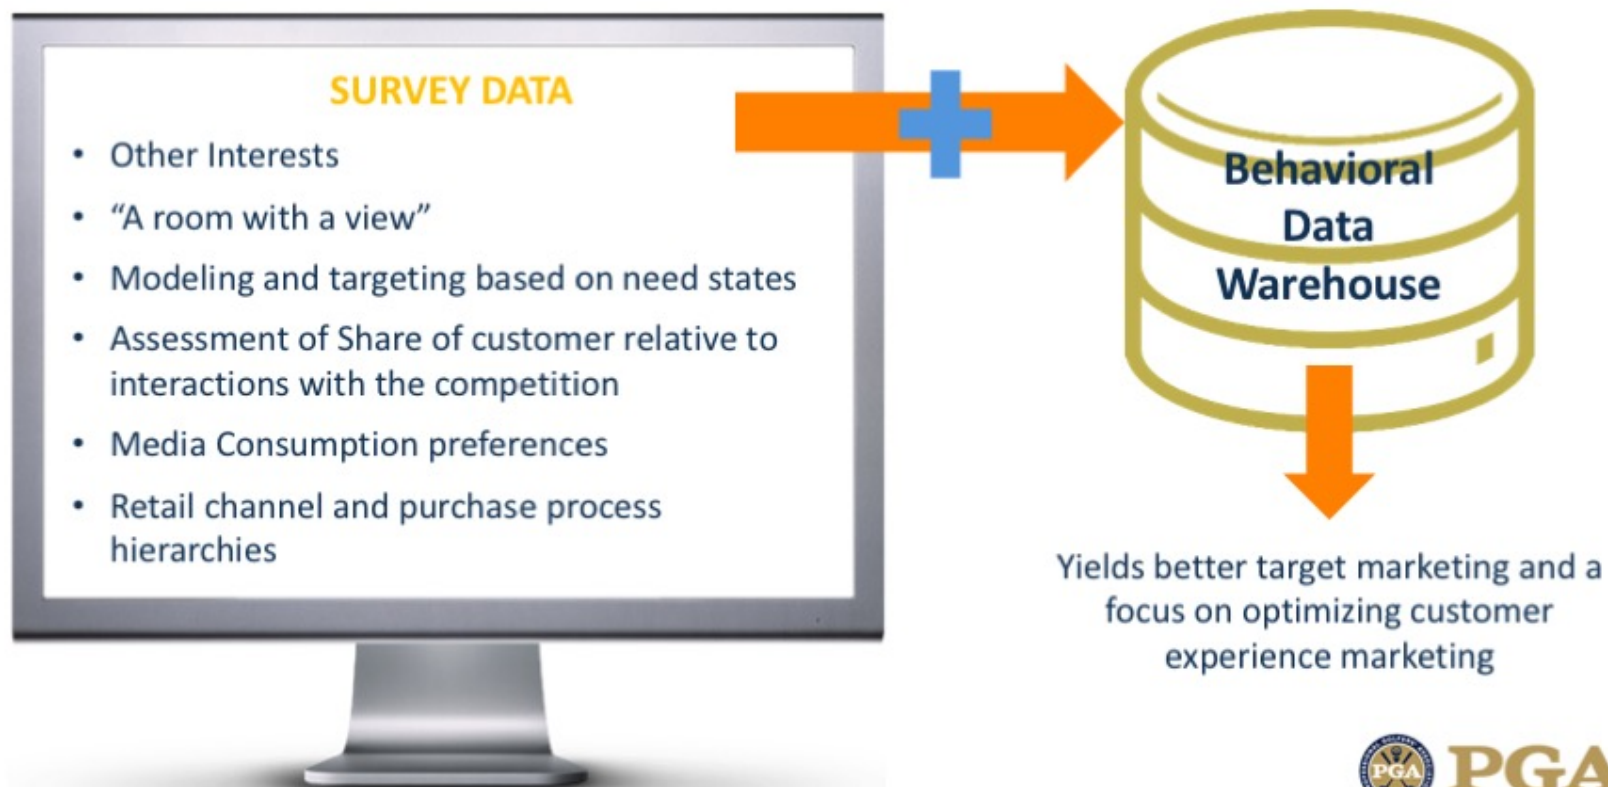 SURVEY DATA
• Other Interests
• “A room with a view”
• Modeling and targeting based on need states
• Assessment of Share of customer relative to
interactions with the competition
• Media Consumption preferences
• Retail channel and purchase process
hierarchies
Behavioral
Data
Warehouse
Yields better target marketing and a
focus on optimizing customer
experience marketing
PGA
PGA